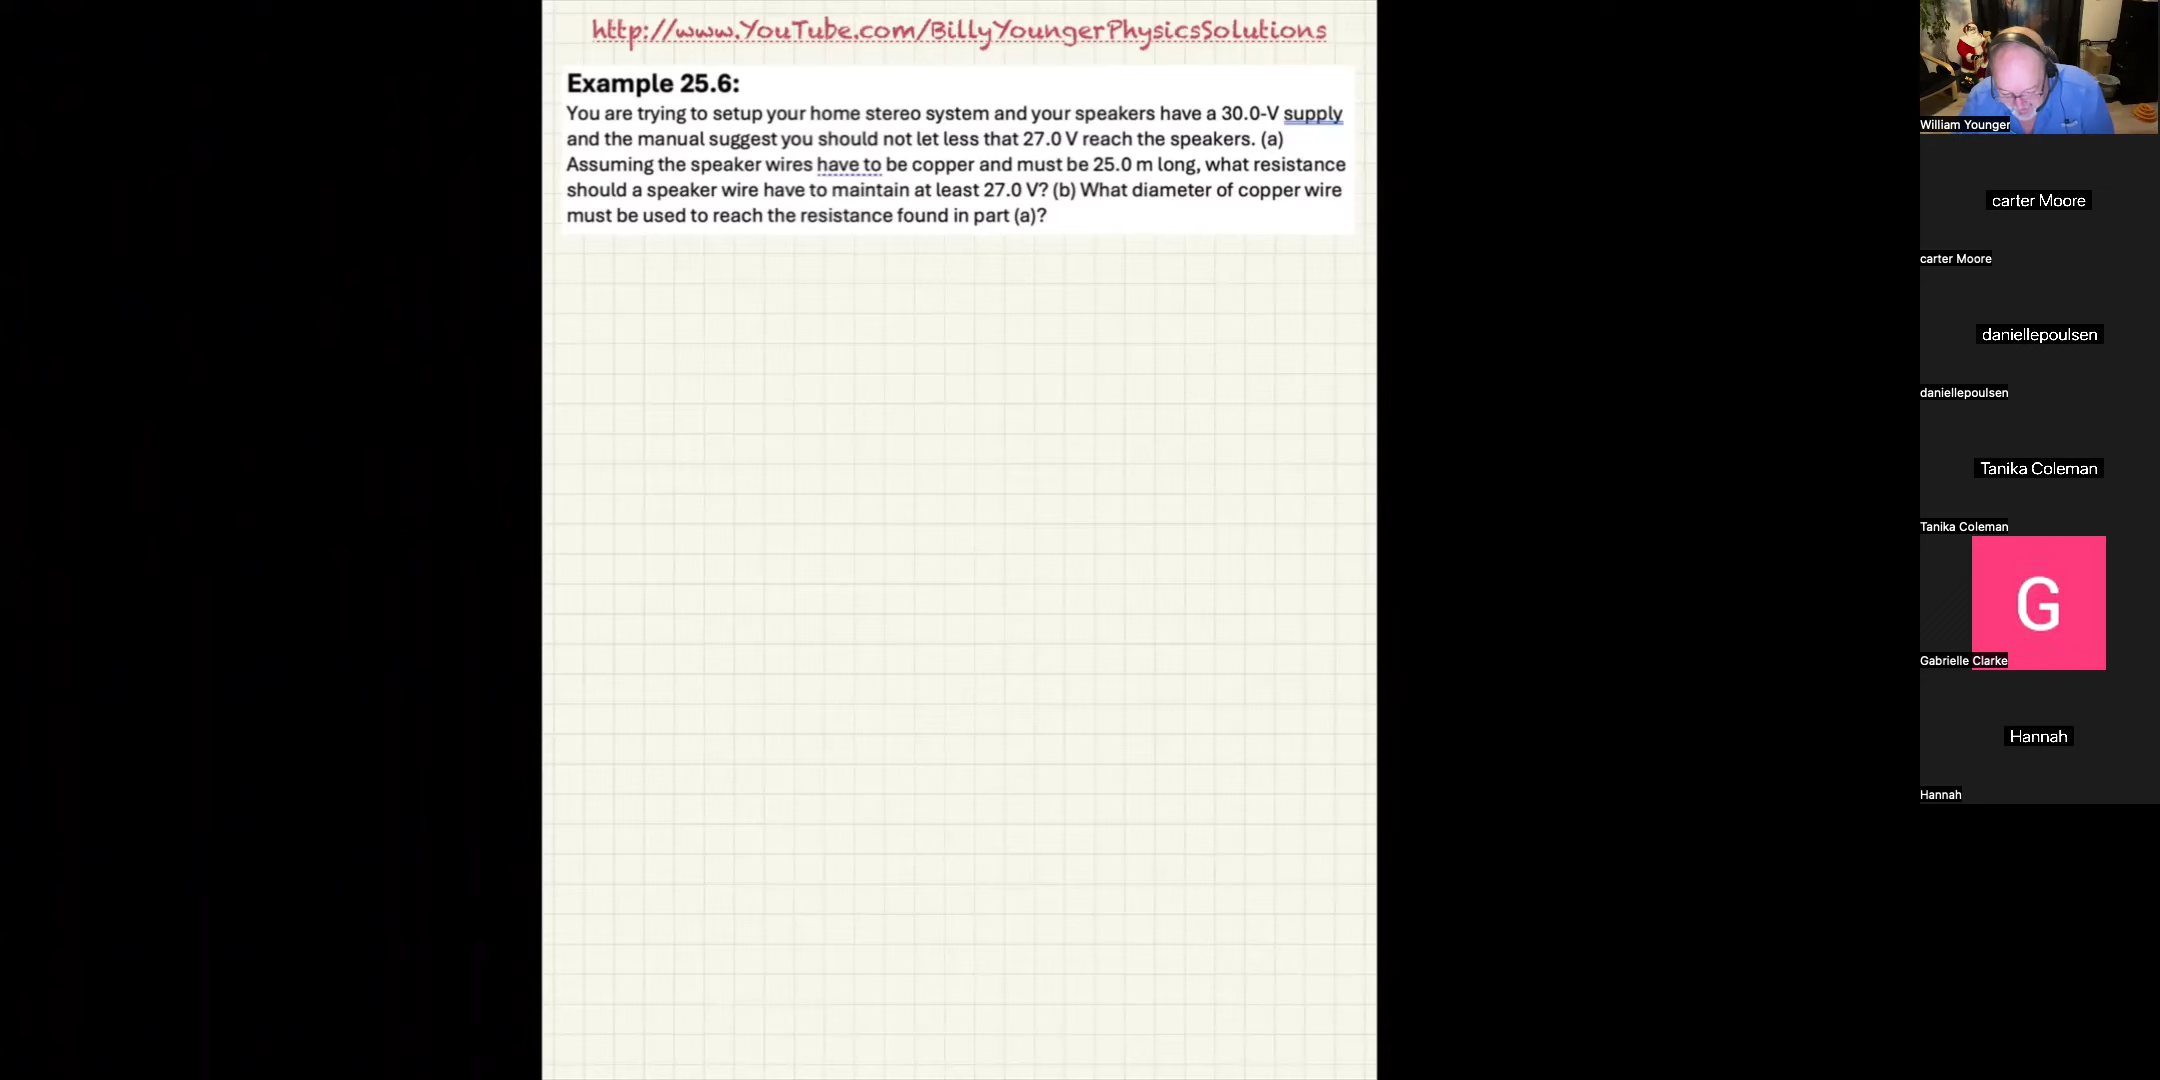 http://www.YouTube.com/BillyYoungerPhysicsSolutions
Example 25.6:
You are trying to setup your home stereo system and your speakers have a 30.0-V supply
and the manual suggest you should not let less that 27.0 V reach the speakers. (a)
Assuming the speaker wires have to be copper and must be 25.0 m long, what resistance
should a speaker wire have to maintain at least 27.0 V? (b) What diameter of copper wire
must be used to reach the resistance found in part (a)?
William Younger
carter Moore
carter Moore
daniellepoulsen
daniellepoulsen
Tanika Coleman
Tanika Coleman
G
Gabrielle Clarke
Hannah
Hannah